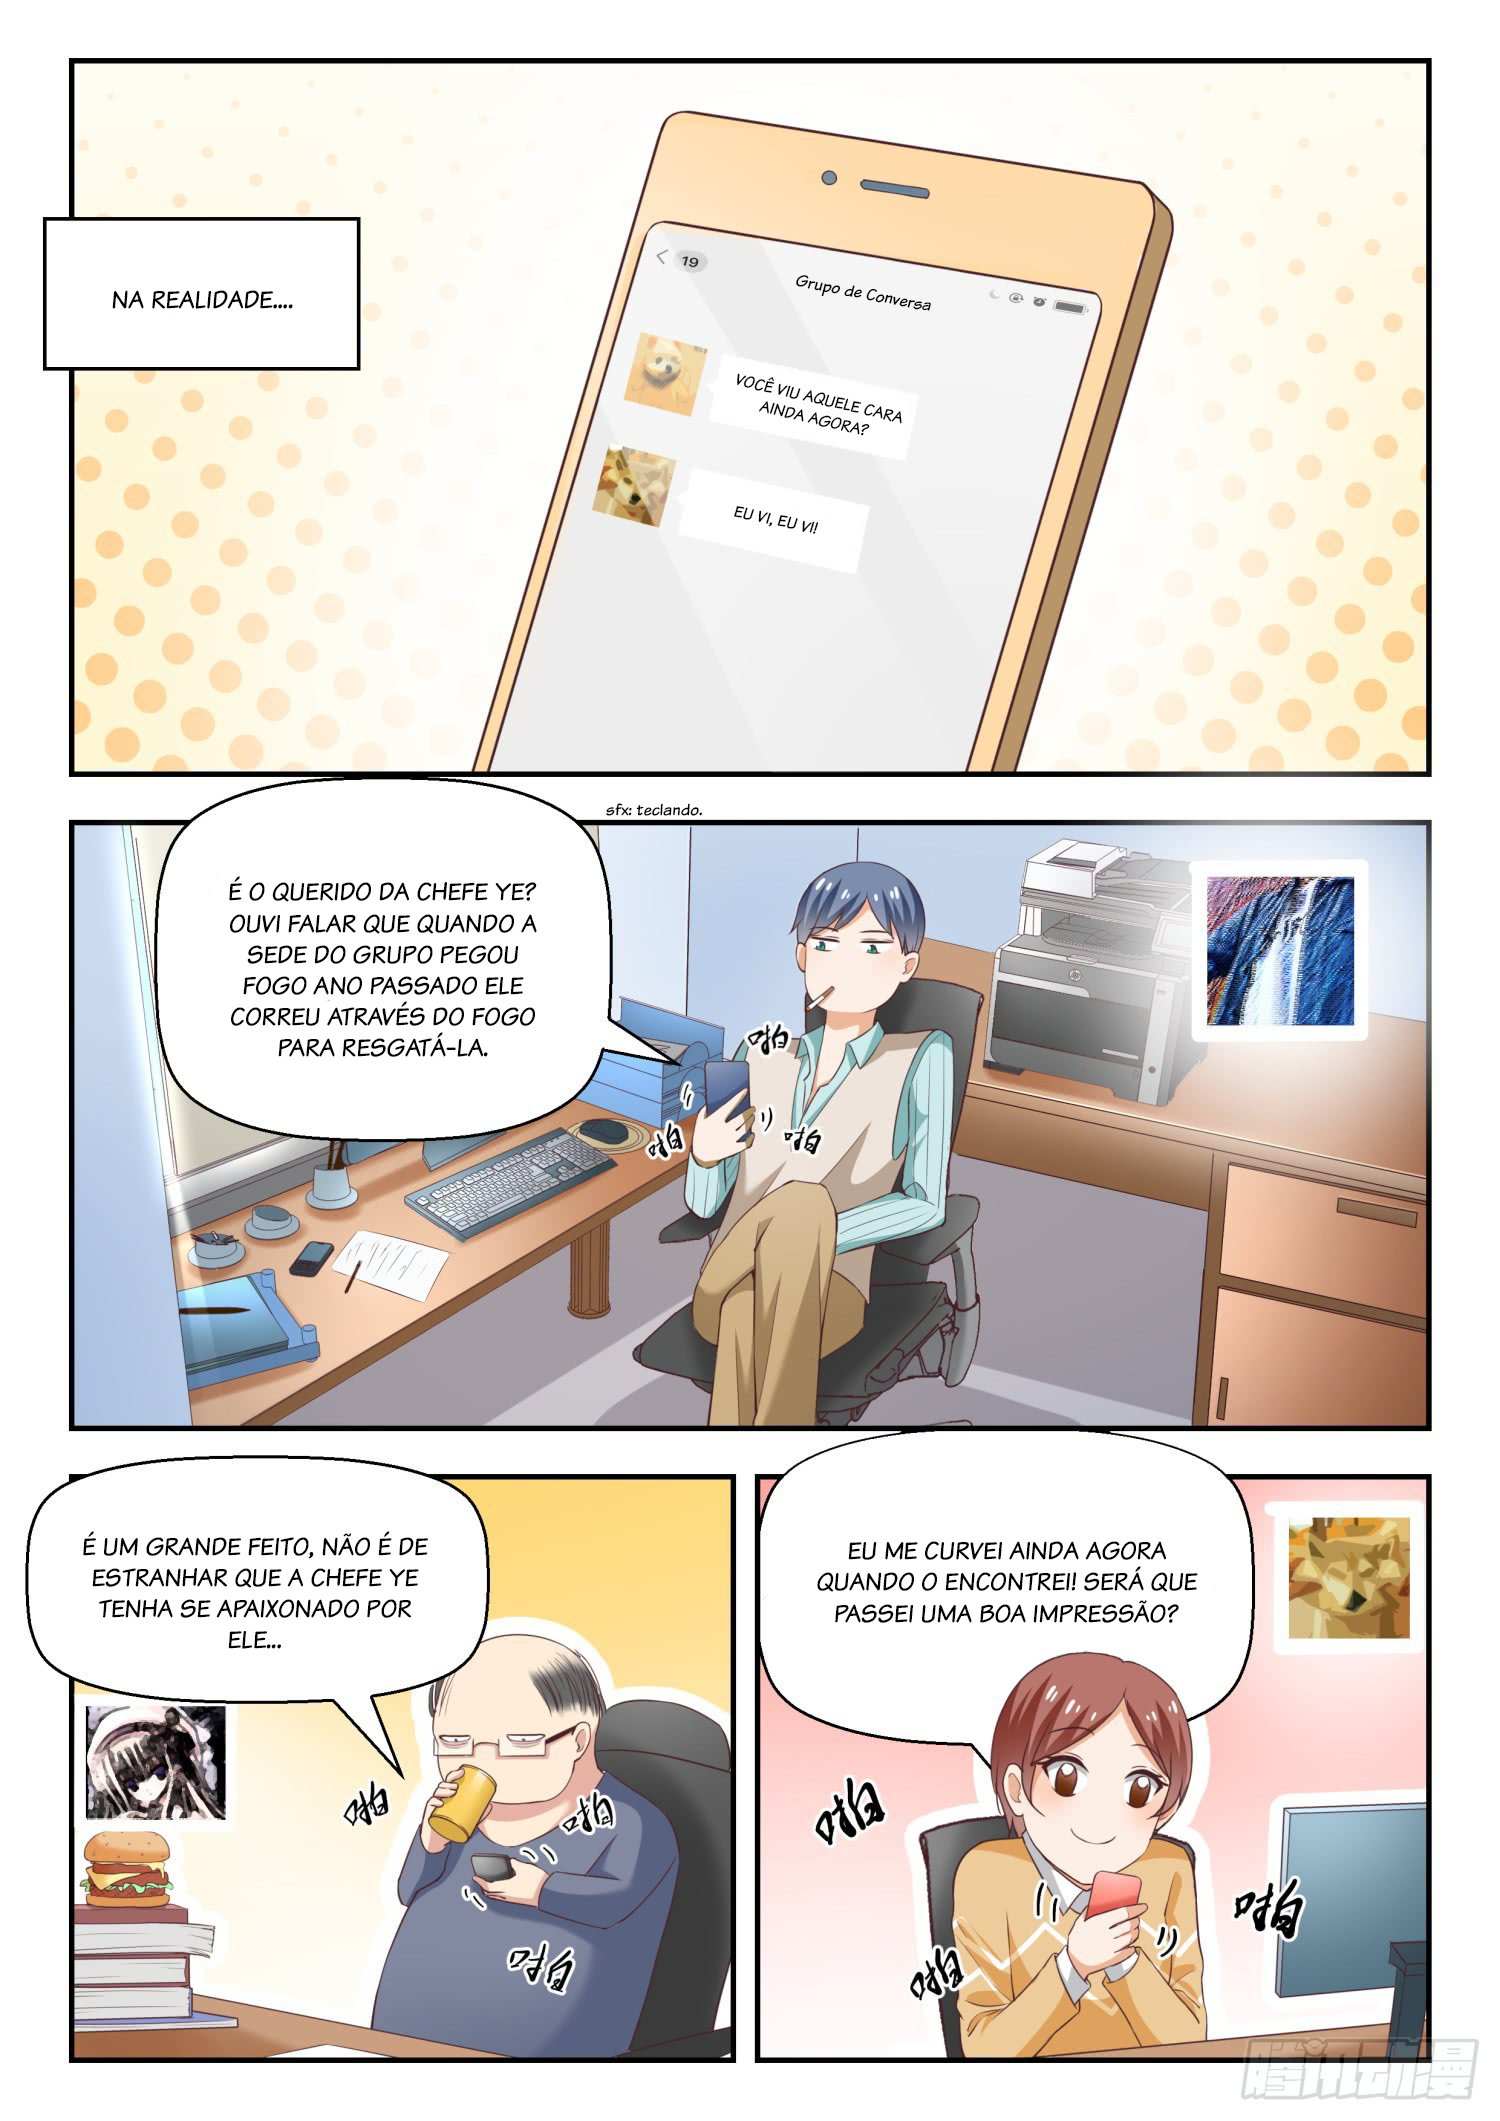 19
Grupo de Conversa
NA REALIDADE....
VOCÊ VIU AQUELE CARA
AINDA AGORA?
EU VI, EU VI!
sfx: teclando.
É O QUERIDO DA CHEFE YE?
OUVI FALAR QUE QUANDO A
SEDE DO GRUPO PEGOU
FOGO ANO PASSADO ELE
CORREU ATRAVÉS DO FOGO
PARA RESGATÁ-LA.
啪
啪
啪
É UM GRANDE FEITO, NÃO É DE
ESTRANHAR QUE A CHEFE YE
TENHA SE APAIXONADO POR
ELE...
啪
啪
啪
EU ME CURVEI AINDA AGORA
QUANDO O ENCONTREI! SERÁ QUE
PASSEI UMA BOA IMPRESSÃO?
啪
啪
啪
腾讯动漫